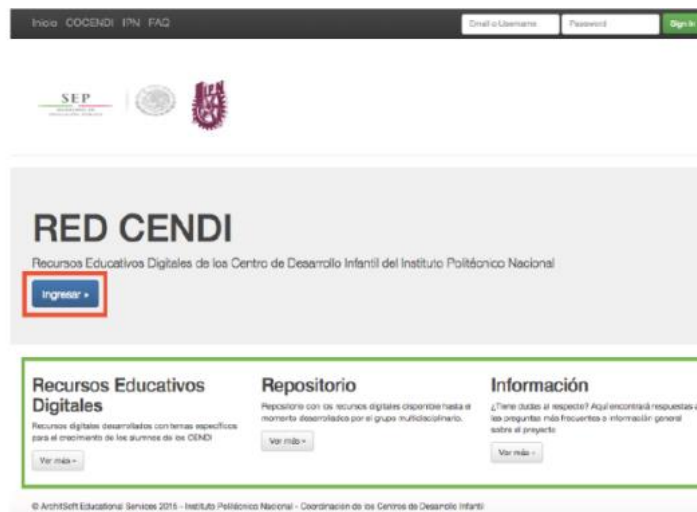 Inicio COCENDI IPN FAQ
Email o Username
Password
Sign In
SEP
IPN
RED CENDI
Recursos Educativos Digitales de los Centro de Desarrollo Infantil del Instituto Politécnico Nacional
Ingresar »
Recursos Educativos
Digitales
Recursos digitales desarrollados con temas específicos
para el crecimiento de los alumnos de los CENDI
Ver más »
Repositorio
Repositorio con los recursos digitales disponible hasta el
momento desarrollados por el grupo multidisciplinario.
Ver más »
Información
¿Tiene dudas al respecto? Aquí encontrará respuestas a
las preguntas más frecuentes e información general
sobre el proyecto
Ver más »
© ArchitSoft Educational Services 2015 - Instituto Politécnico Nacional - Coordinación de los Centros de Desarrollo Infantil